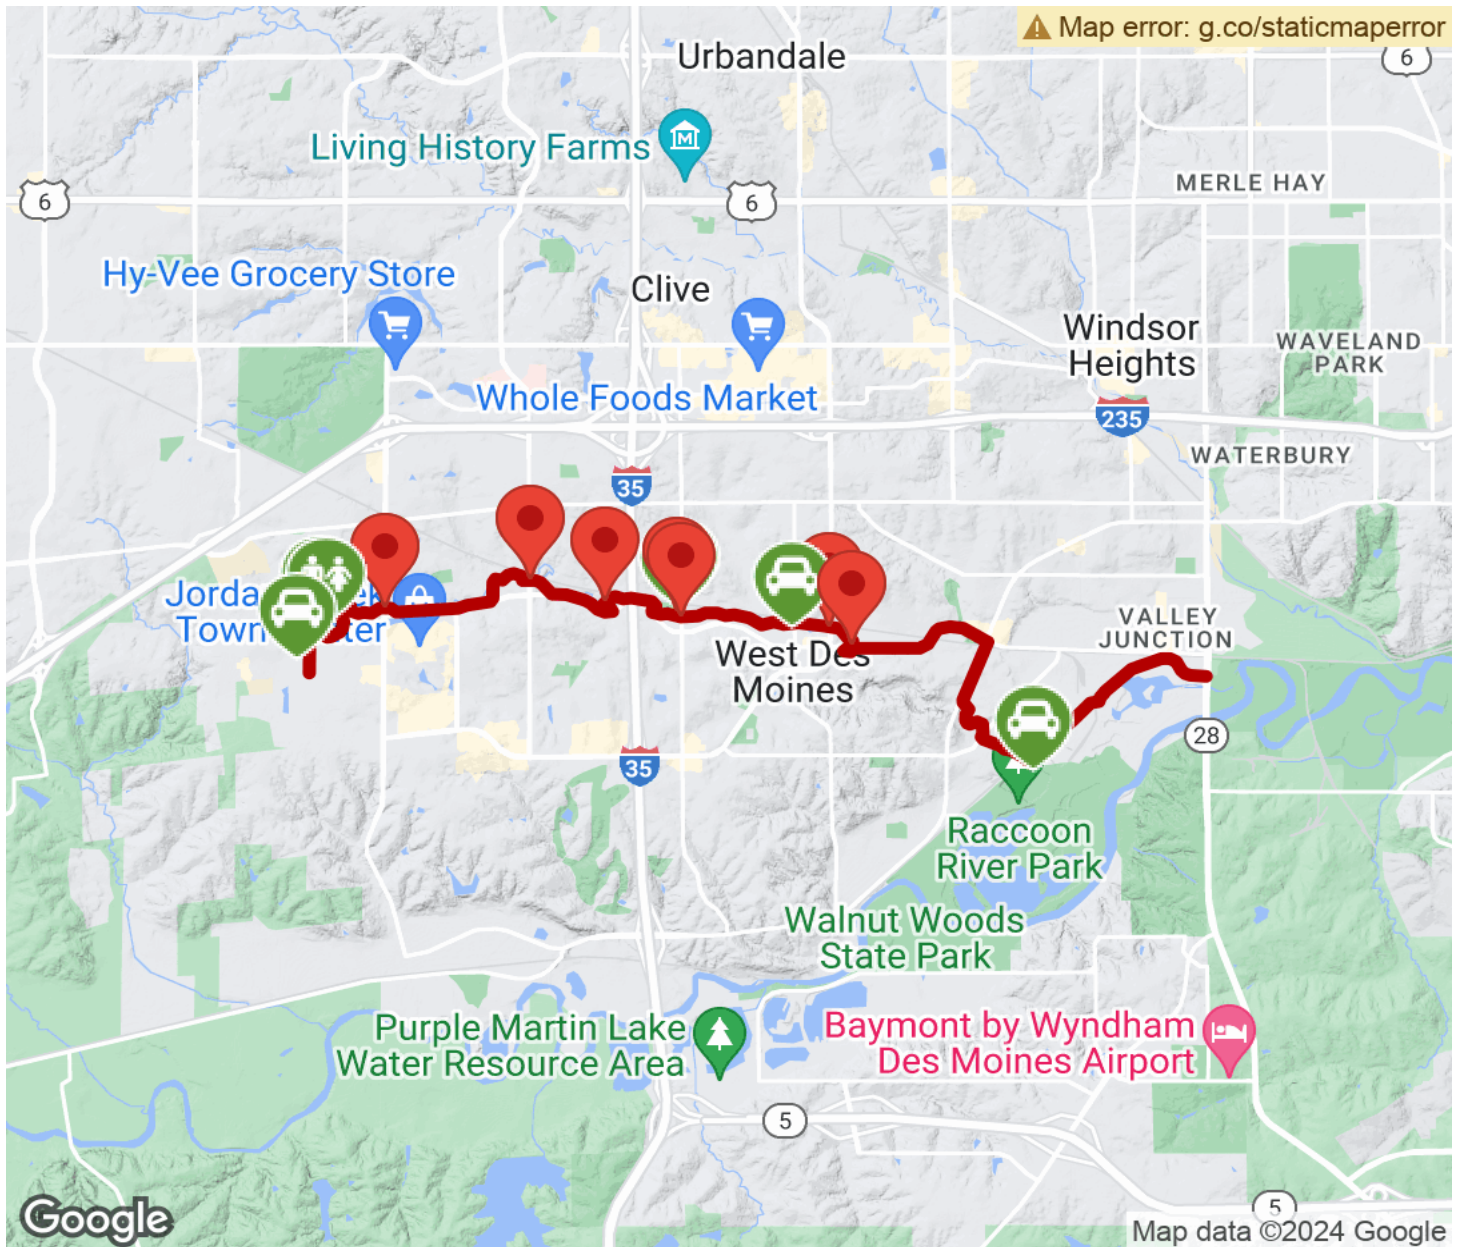 Map error: g.co/staticmaperror
Urbandale
6
Living History Farms
MERLE HAY
6
6
Hy-Vee Grocery Store
Clive
Windsor
Heights
WAVELAND
PARK
Whole Foods Market
235
WATERBURY
35
Jorda
ek
Town
ter
VALLEY
JUNCTION
West Des
Moines
28
35
Raccoon
River Park
Walnut Woods
State Park
Purple Martin Lake
Water Resource Area
Baymont by Wyndham
Des Moines Airport
5
5
Google
Map data ©2024 Google